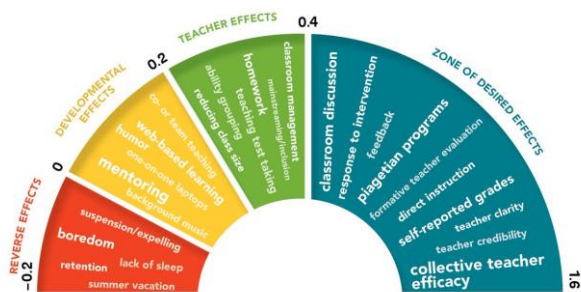 REVERSE EFFECTS
-0.2
summer vacation
retention
lack of sleep
boredom
suspension/expelling
0
DEVELOPMENTAL
EFFECTS
background music
mentoring
one-on-one laptops
humor
web-based learning
co- or team teaching
0.2
TEACHER EFFECTS
reducing class size
ability grouping
teaching test taking
homework
mainstreaming/inclusion
classroom management
0.4
ZONE OF DESIRED EFFECTS
classroom discussion
response to intervention
feedback
piagetian programs
formative teacher evaluation
direct instruction
self-reported grades
teacher clarity
teacher credibility
collective teacher
efficacy
1.6